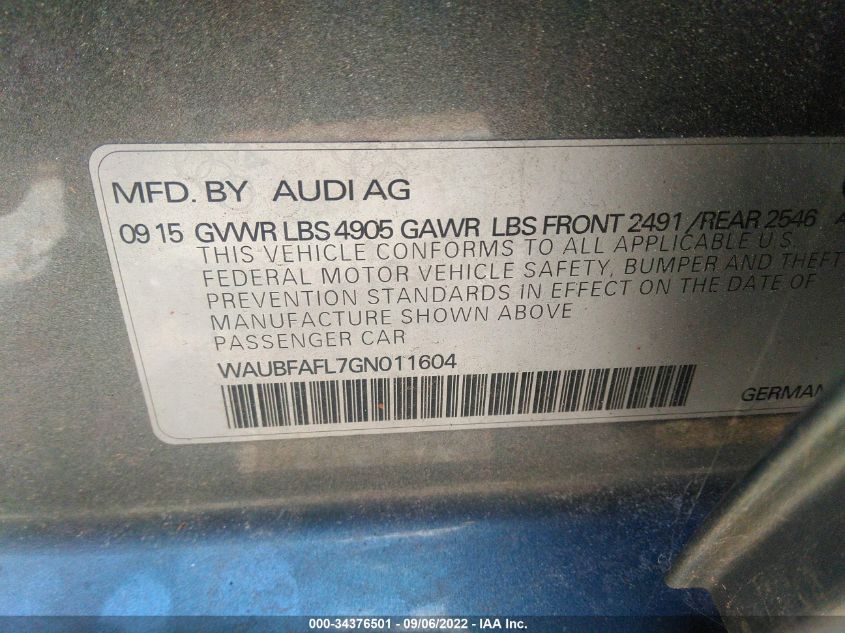 MFD. BY AUDI AG
09 15 GVWR LBS 4905 GAWR LBS FRONT 2491 /REAR 2546
THIS VEHICLE CONFORMS TO ALL APPLICABLE U.S.
FEDERAL MOTOR VEHICLE SAFETY, BUMPER AND THEFT
PREVENTION STANDARDS IN EFFECT ON THE DATE OF
MANUFACTURE SHOWN ABOVE
PASSENGER CAR
WAUBFAFL7GN011604
GERMAN
000-34376501 - 09/06/2022 - IAA Inc.